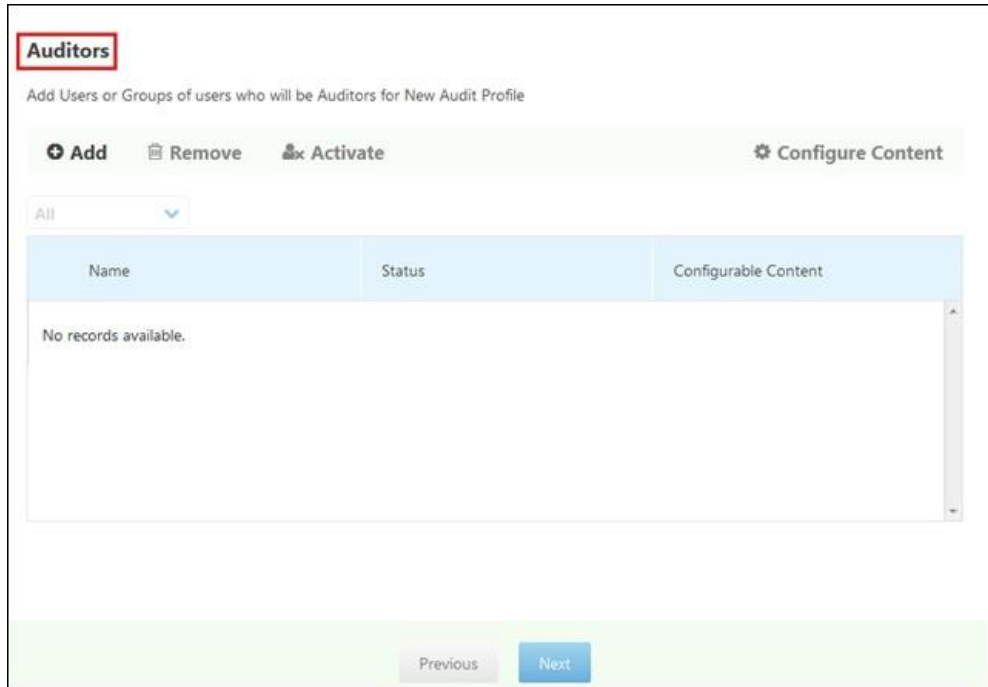 Auditors
Add Users or Groups of users who will be Auditors for New Audit Profile
Add Remove Activate Configure Content
All
Name Status Configurable Content
No records available.
Previous Next